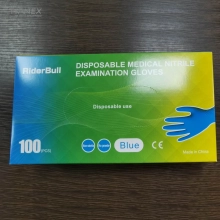 RiderBull
DISPOSABLE MEDICAL NITRILE
EXAMINATION GLOVES
Disposable use
100
Blue CE
Made in China